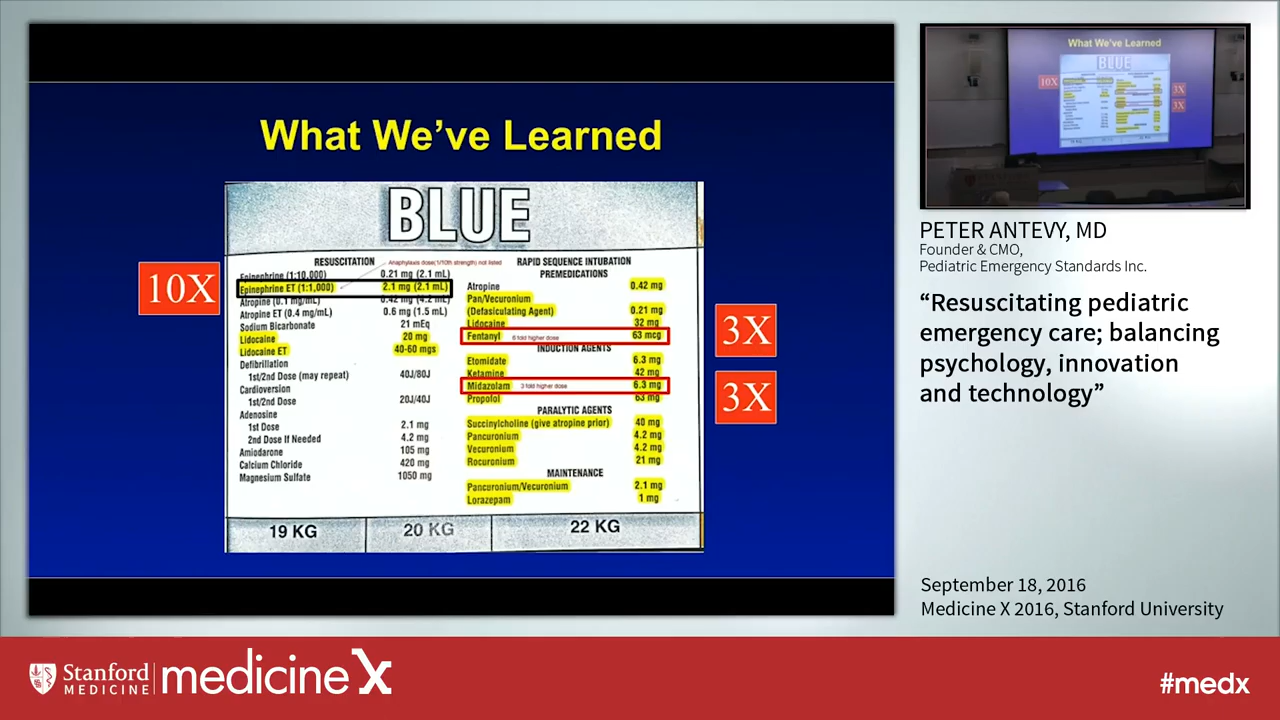 What We've Learned
BLUE
10X
RESUSCITATION
Anaphylaxis dose(1/10th strength) not listed
Epinephrine (1:10,000) 0.21 mg (2.1 mL)
Epinephrine ET (1:1,000) 2.1 mg (2.1 mL)
Atropine (0.1 mg/mL) 0.42 mg (4.2 mL)
Atropine ET (0.4 mg/mL) 0.6 mg (1.5 mL)
Sodium Bicarbonate 21 mEq
Lidocaine 20 mg
Lidocaine ET 40-60 mgs
Defibrillation
1st/2nd Dose (may repeat) 40J/80J
Cardioversion
1st/2nd Dose 20J/40J
Adenosine
1st Dose 2.1 mg
2nd Dose If Needed 4.2 mg
Amiodarone 105 mg
Calcium Chloride 420 mg
Magnesium Sulfate 1050 mg
RAPID SEQUENCE INTUBATION
PREMEDICATIONS
Atropine 0.42 mg
Pan/Vecuronium
(Defasiculating Agent) 0.21 mg
Lidocaine 32 mg
Fentanyl 6 fold higher dose 63 mcg
INDUCTION AGENTS
Etomidate 6.3 mg
Ketamine 42 mg
Midazolam 3 fold higher dose 6.3 mg
Propofol 63 mg
PARALYTIC AGENTS
Succinylcholine (give atropine prior) 40 mg
Pancuronium 4.2 mg
Vecuronium 4.2 mg
Rocuronium 21 mg
MAINTENANCE
Pancuronium/Vecuronium 2.1 mg
Lorazepam 1 mg
3X
3X
19 KG 20 KG 22 KG
What We've Learned
BLUE
10X
3X
3X
PETER ANTEVY, MD
Founder & CMO,
Pediatric Emergency Standards Inc.
“Resuscitating pediatric
emergency care; balancing
psychology, innovation
and technology”
September 18, 2016
Medicine X 2016, Stanford University
Stanford
MEDICINE
medicineX
#medx